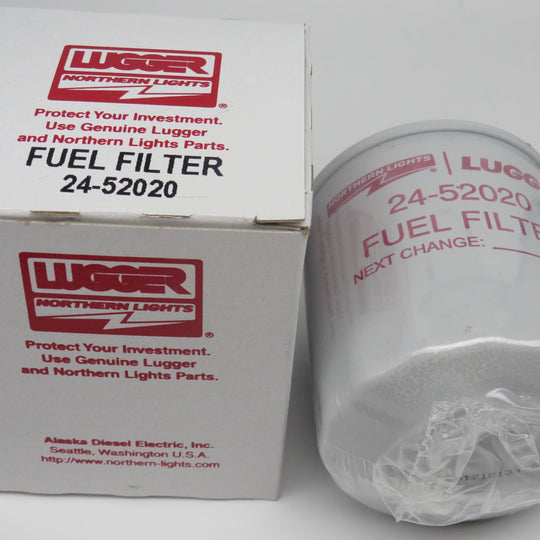 LUGGER
NORTHERN LIGHTS
®
Protect Your Investment.
Use Genuine Lugger
and Northern Lights Parts.
FUEL FILTER
24-52020
LUGGER
NORTHERN LIGHTS
®
Protect Your Investment.
Use Genuine Lugger
and Northern Lights Parts.
Alaska Diesel Electric, Inc.
Seattle, Washington U.S.A.
http://www.northern-lights.com
NORTHERN LIGHTS | LUGGE
24-52020
FUEL FILTE
NEXT CHANGE: